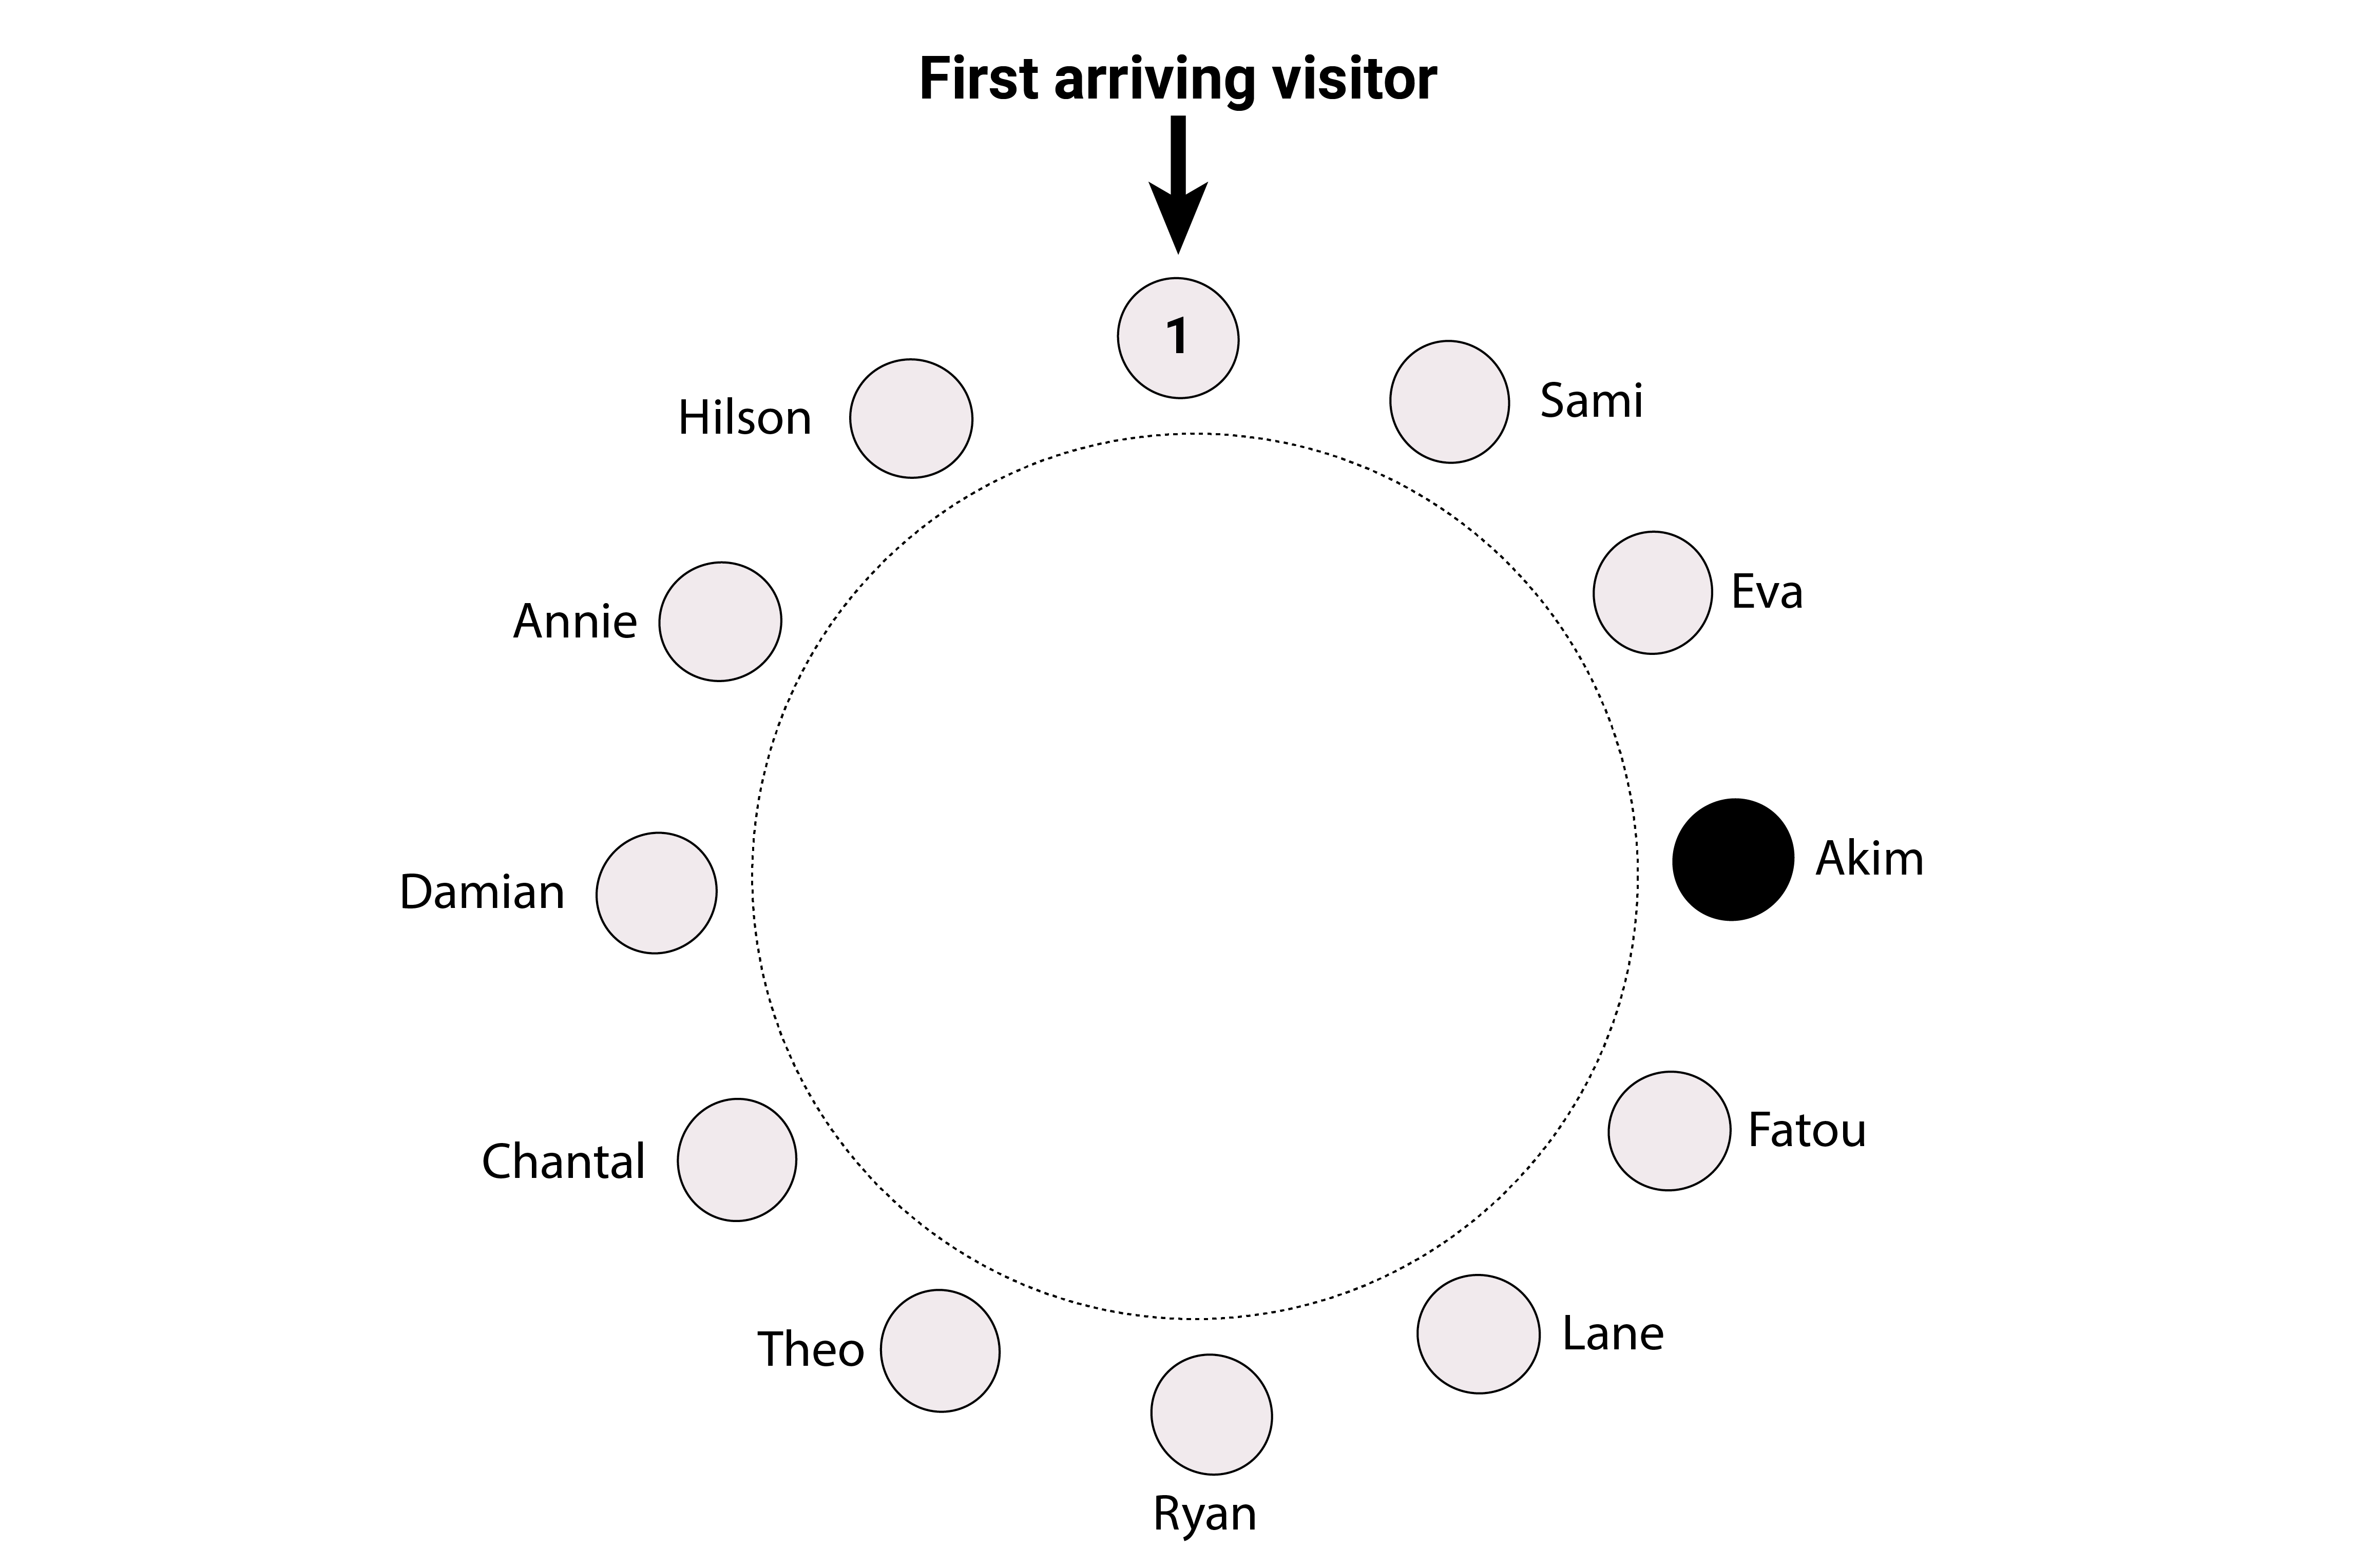 First arriving visitor
1
Hilson
Sami
Eva
Annie
Akim
Damian
Fatou
Chantal
Lane
Theo
Ryan